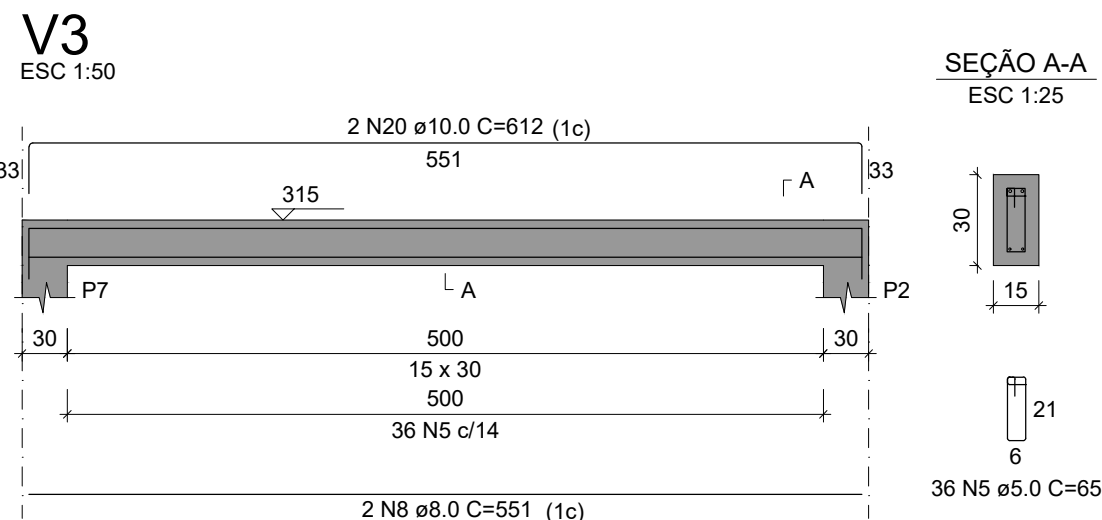 V3
ESC 1:50
SEÇÃO A-A
ESC 1:25
2 N20 ø10.0 C=612 (1c)
551
33
33
315
A
A
P7
P2
30
500
30
15 x 30
500
36 N5 c/14
2 N8 ø8.0 C=551 (1c)
30
15
21
6
36 N5 ø5.0 C=65